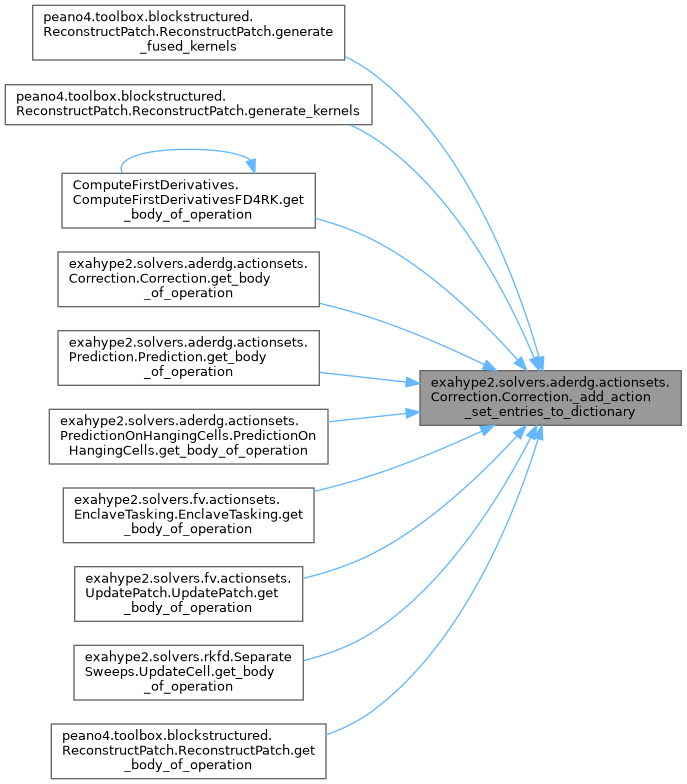 peano4.toolbox.blockstructured.
ReconstructPatch.ReconstructPatch.generate
_fused_kernels
peano4.toolbox.blockstructured.
ReconstructPatch.ReconstructPatch.generate_kernels
ComputeFirstDerivatives.
ComputeFirstDerivativesFD4RK.get
_body_of_operation
exahype2.solvers.aderdg.actionsets.
Correction.Correction.get_body
_of_operation
exahype2.solvers.aderdg.actionsets.
Prediction.Prediction.get_body
_of_operation
exahype2.solvers.aderdg.actionsets.
Correction.Correction._add_action
_set_entries_to_dictionary
exahype2.solvers.aderdg.actionsets.
PredictionOnHangingCells.PredictionOn
HangingCells.get_body_of_operation
exahype2.solvers.fv.actionsets.
EnclaveTasking.EnclaveTasking.get
_body_of_operation
exahype2.solvers.fv.actionsets.
UpdatePatch.UpdatePatch.get
_body_of_operation
exahype2.solvers.rkfd.Separate
Sweeps.UpdateCell.get_body
_of_operation
peano4.toolbox.blockstructured.
ReconstructPatch.ReconstructPatch.get
_body_of_operation